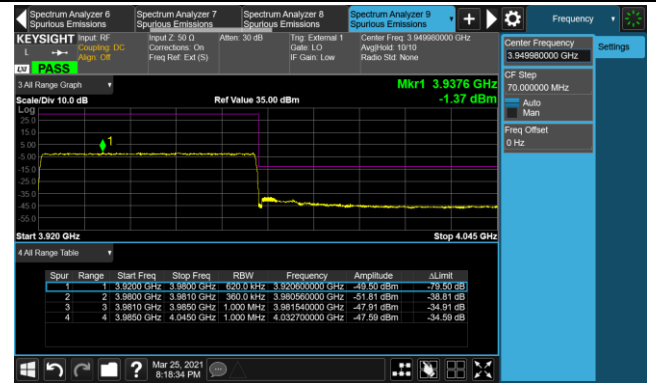 Spectrum Analyzer 6
Spurious Emissions
Spectrum Analyzer 7
Spurious Emissions
Spectrum Analyzer 8
Spurious Emissions
Spectrum Analyzer 9
Spurious Emissions
Frequency
KEYSIGHT
L
LXI
PASS
Input: RF
Coupling: DC
Align: Off
Input Z: 50 Ω
Corrections: On
Freq Ref: Ext (S)
Atten: 30 dB
Trig: External 1
Gate: LO
IF Gain: Low
Center Freq: 3.949980000 GHz
Avg|Hold: 10/10
Radio Std: None
3 All Range Graph
Scale/Div 10.0 dB
Ref Value 35.00 dBm
Mkr1 3.9376 GHz
-1.37 dBm
Log
25.0
15.0
5.00
-5.00
-15.0
-25.0
-35.0
-45.0
-55.0
1
Start 3.920 GHz
Stop 4.045 GHz
4 All Range Table
Spur Range Start Freq Stop Freq RBW Frequency Amplitude ΔLimit
1 1 3.9200 GHz 3.9800 GHz 620.0 kHz 3.920600000 GHz -49.50 dBm -79.50 dB
2 2 3.9800 GHz 3.9810 GHz 360.0 kHz 3.980560000 GHz -51.81 dBm -38.81 dB
3 3 3.9810 GHz 3.9850 GHz 1.000 MHz 3.981540000 GHz -47.91 dBm -34.91 dB
4 4 3.9850 GHz 4.0450 GHz 1.000 MHz 4.032700000 GHz -47.59 dBm -34.59 dB
Center Frequency
3.949980000 GHz
CF Step
70.000000 MHz
Auto
Man
Freq Offset
0 Hz
Settings
?
Mar 25, 2021
8:18:34 PM